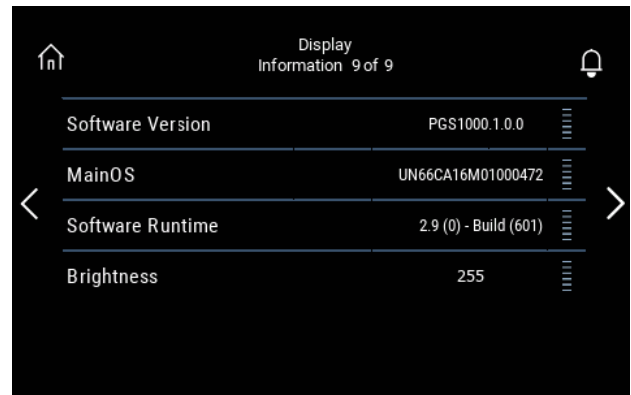 Display
Information 9 of 9
Software Version PGS1000.1.0.0
MainOS UN66CA16M01000472
Software Runtime 2.9 (0) - Build (601)
Brightness 255